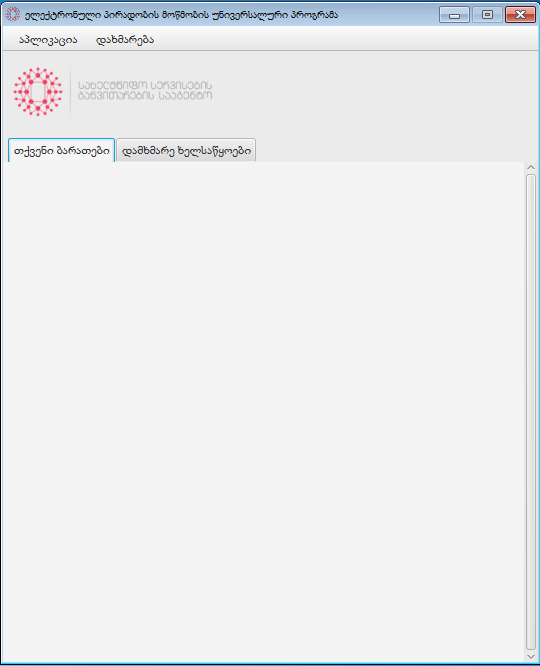 ელექტრონული პირადობის მოწმობის უნივერსალური პროგრამა
აპლიკაცია დახმარება
სახელმწიფო სერვისების
განვითარების სააგენტო
თქვენი ბარათები დამხმარე ხელსაწყოები